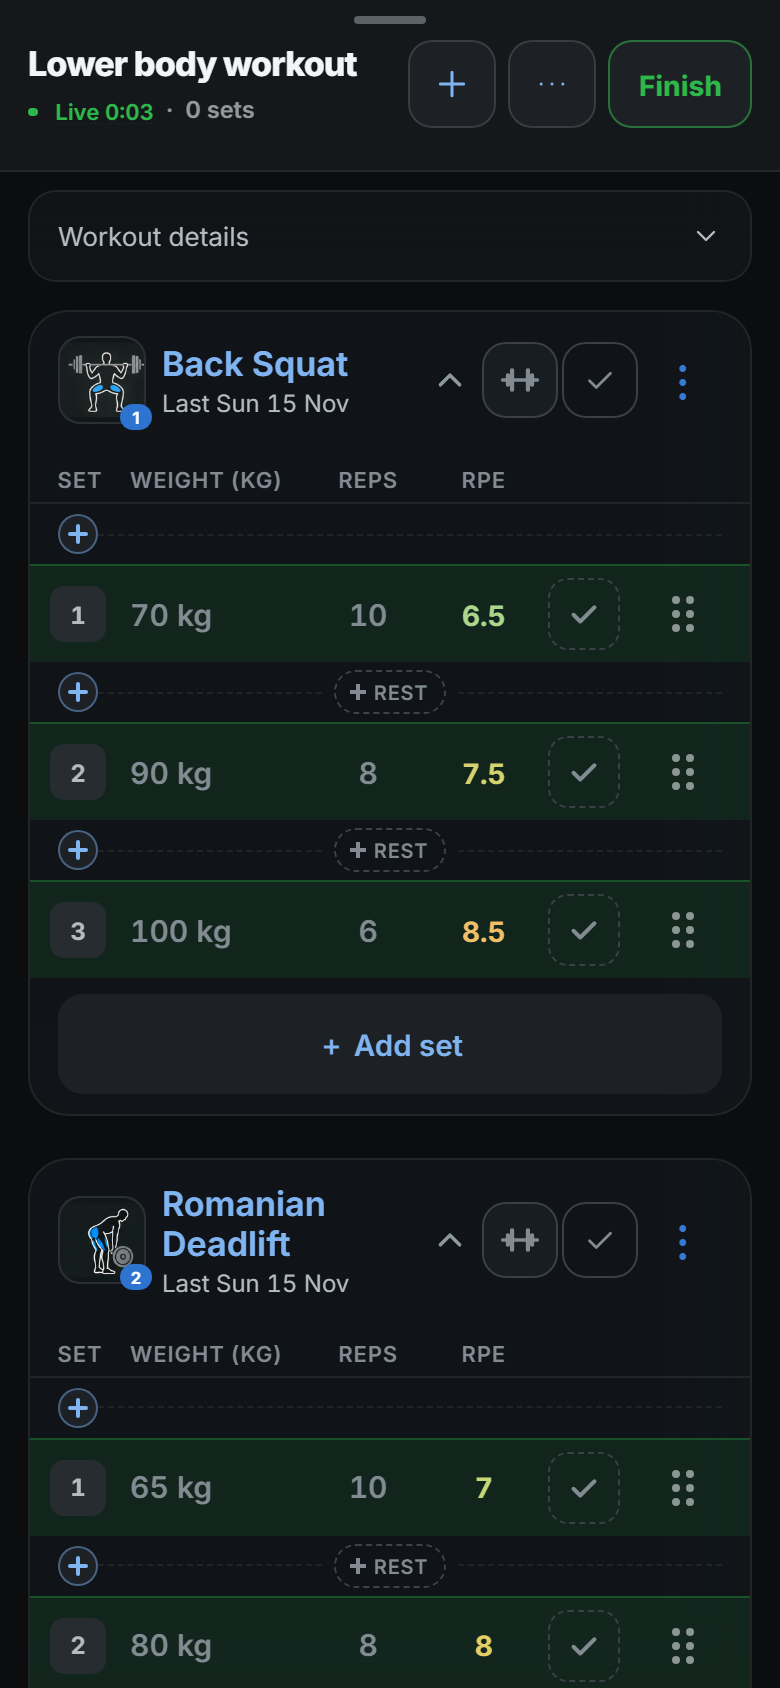 Lower body workout
Live 0:03 · 0 sets
+
...
Finish
Workout details
1
Back Squat
Last Sun 15 Nov
SET WEIGHT (KG) REPS RPE
+
1 70 kg 10 6.5
+ + REST
2 90 kg 8 7.5
+ + REST
3 100 kg 6 8.5
+ Add set
2
Romanian
Deadlift
Last Sun 15 Nov
SET WEIGHT (KG) REPS RPE
+
1 65 kg 10 7
+ + REST
2 80 kg 8 8